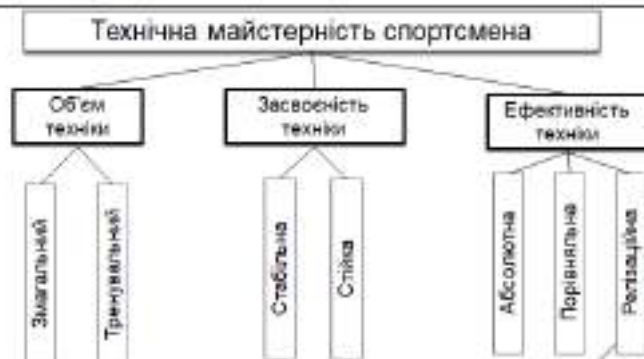 Технічна майстерність спортсмена
Об'єм
техніки
Засвоєність
техніки
Ефективність
техніки
Змагальний
Тренувальний
Стабільна
Стійка
Абсолютна
Порівняльна
Реалізаційна